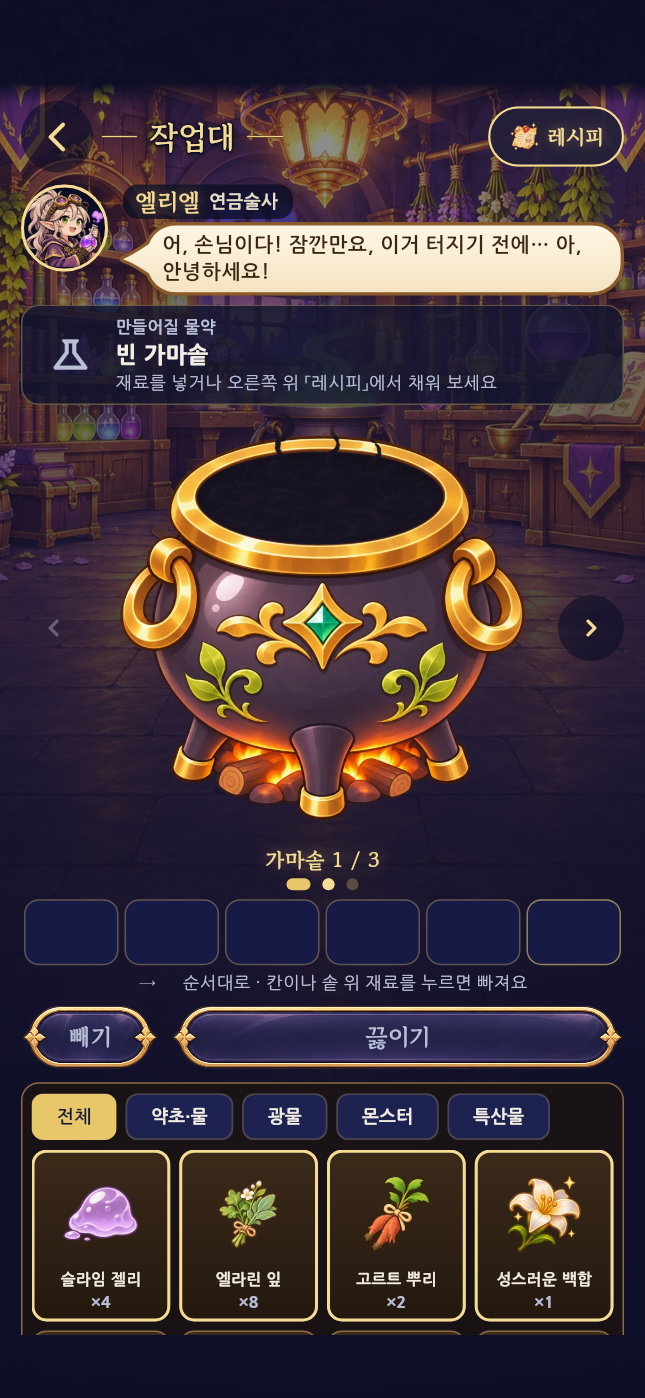 작업대
레시피
엘리엘 연금술사
어, 손님이다! 잠깐만요, 이거 터지기 전에… 아,
안녕하세요!
만들어질 물약
빈 가마솥
재료를 넣거나 오른쪽 위 「레시피」에서 채워 보세요
가마솥 1 / 3
→ 순서대로 · 칸이나 솥 위 재료를 누르면 빠져요
빼기
끓이기
전체
약초·물
광물
몬스터
특산물
슬라임 젤리
×4
엘라린 잎
×8
고르트 뿌리
×2
성스러운 백합
×1